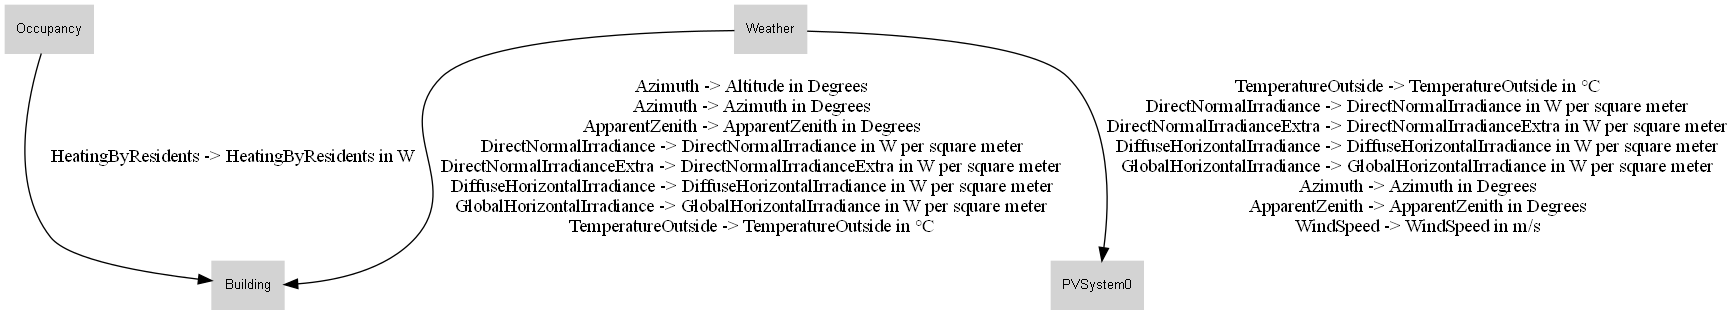 Occupancy
Weather
HeatingByResidents -> HeatingByResidents in W
Azimuth -> Altitude in Degrees
Azimuth -> Azimuth in Degrees
ApparentZenith -> ApparentZenith in Degrees
DirectNormalIrradiance -> DirectNormalIrradiance in W per square meter
DirectNormalIrradianceExtra -> DirectNormalIrradianceExtra in W per square meter
DiffuseHorizontalIrradiance -> DiffuseHorizontalIrradiance in W per square meter
GlobalHorizontalIrradiance -> GlobalHorizontalIrradiance in W per square meter
TemperatureOutside -> TemperatureOutside in °C
TemperatureOutside -> TemperatureOutside in °C
DirectNormalIrradiance -> DirectNormalIrradiance in W per square meter
DirectNormalIrradianceExtra -> DirectNormalIrradianceExtra in W per square meter
DiffuseHorizontalIrradiance -> DiffuseHorizontalIrradiance in W per square meter
GlobalHorizontalIrradiance -> GlobalHorizontalIrradiance in W per square meter
Azimuth -> Azimuth in Degrees
ApparentZenith -> ApparentZenith in Degrees
WindSpeed -> WindSpeed in m/s
Building
PVSystem0